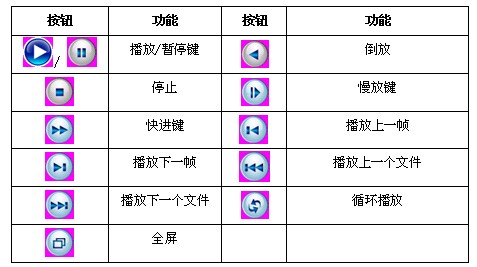 按钮 功能 按钮 功能
/ 播放/暂停键 倒放
停止 慢放键
快进键 播放上一帧
播放下一帧 播放上一个文件
播放下一个文件 循环播放
全屏